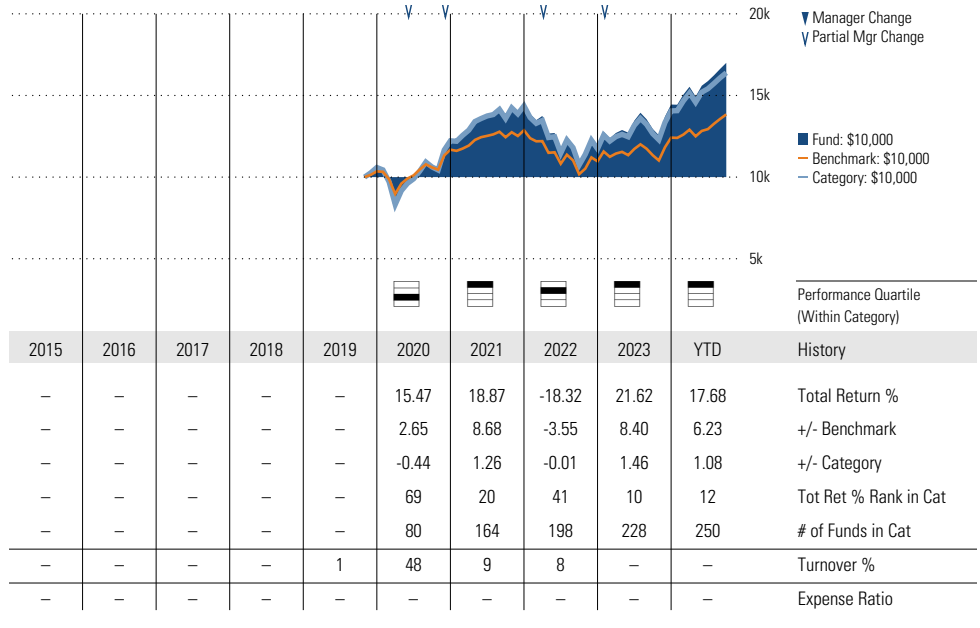 20k
Manager Change
Partial Mgr Change
15k
Fund: $10,000
Benchmark: $10,000
Category: $10,000
10k
5k
Performance Quartile
(Within Category)
2015 2016 2017 2018 2019 2020 2021 2022 2023 YTD History
– – – – – 15.47 18.87 -18.32 21.62 17.68 Total Return %
– – – – – 2.65 8.68 -3.55 8.40 6.23 +/- Benchmark
– – – – – -0.44 1.26 -0.01 1.46 1.08 +/- Category
– – – – – 69 20 41 10 12 Tot Ret % Rank in Cat
– – – – – 80 164 198 228 250 # of Funds in Cat
– – – – 1 48 9 8 – – Turnover %
– – – – – – – – – – Expense Ratio